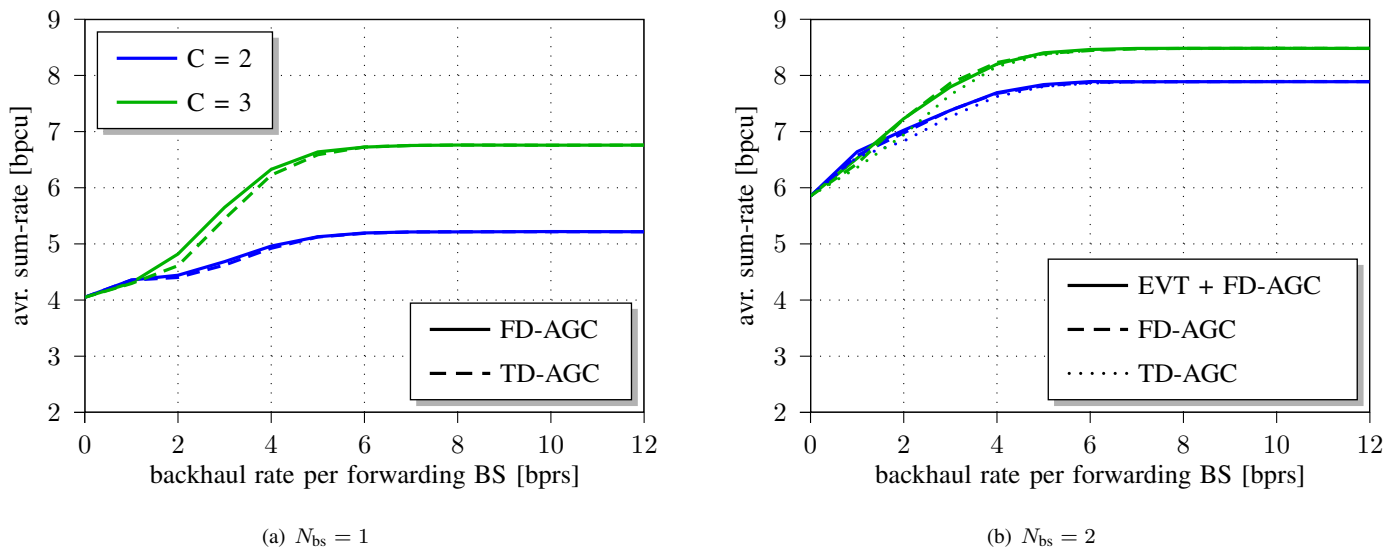 9
8
7
6
5
4
3
2
avr. sum-rate [bpcu]
C = 2
C = 3
FD-AGC
TD-AGC
0 2 4 6 8 10 12
backhaul rate per forwarding BS [bprs]
(a) N_bs = 1
9
8
7
6
5
4
3
2
avr. sum-rate [bpcu]
EVT + FD-AGC
FD-AGC
TD-AGC
0 2 4 6 8 10 12
backhaul rate per forwarding BS [bprs]
(b) N_bs = 2